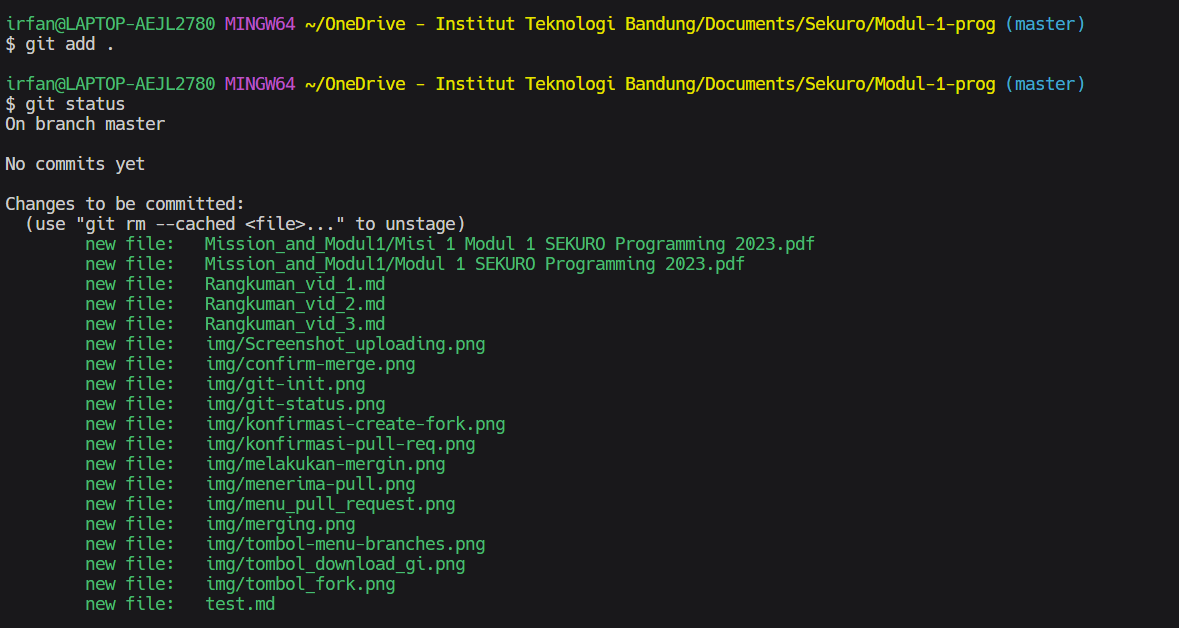 irfan@LAPTOP-AEJL2780 MINGW64 ~/OneDrive - Institut Teknologi Bandung/Documents/Sekuro/Modul-1-prog (master)
$ git add .
irfan@LAPTOP-AEJL2780 MINGW64 ~/OneDrive - Institut Teknologi Bandung/Documents/Sekuro/Modul-1-prog (master)
$ git status
On branch master
No commits yet
Changes to be committed:
(use "git rm --cached <file>..." to unstage)
new file: Mission_and_Modul1/Misi 1 Modul 1 SEKURO Programming 2023.pdf
new file: Mission_and_Modul1/Modul 1 SEKURO Programming 2023.pdf
new file: Rangkuman_vid_1.md
new file: Rangkuman_vid_2.md
new file: Rangkuman_vid_3.md
new file: img/Screenshot_uploading.png
new file: img/confirm-merge.png
new file: img/git-init.png
new file: img/git-status.png
new file: img/konfirmasi-create-fork.png
new file: img/konfirmasi-pull-req.png
new file: img/melakukan-mergin.png
new file: img/menerima-pull.png
new file: img/menu_pull_request.png
new file: img/merging.png
new file: img/tombol-menu-branches.png
new file: img/tombol_download_gi.png
new file: img/tombol_fork.png
new file: test.md